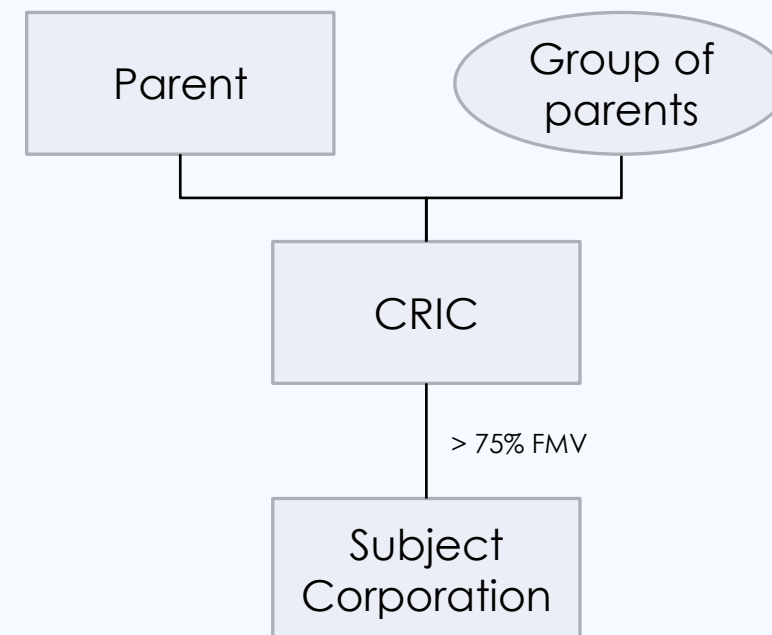 Parent
Group of
parents
CRIC
> 75% FMV
Subject
Corporation